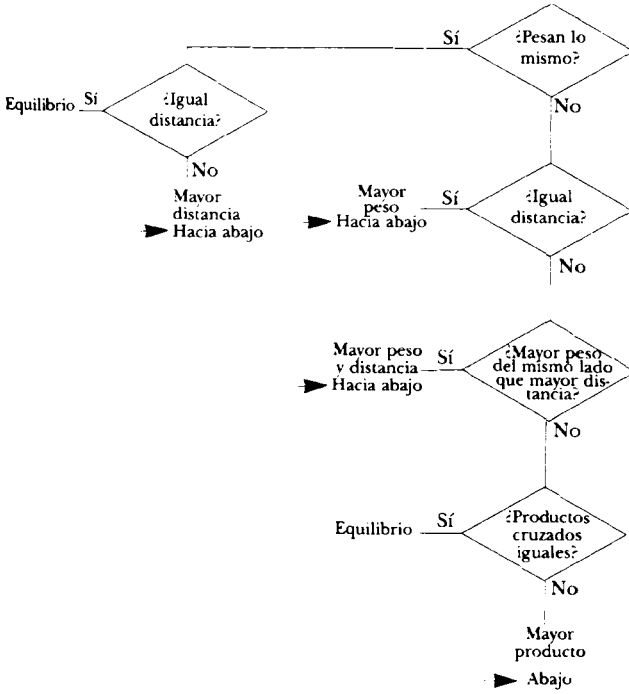 Sí
¿Pesan lo
mismo?
No
Equilibrio
Sí
¿Igual
distancia?
No
Mayor
distancia
Hacia abajo
Mayor
peso
Hacia abajo
Sí
¿Igual
distancia?
No
Mayor peso
y distancia
Hacia abajo
Sí
¿Mayor peso
del mismo lado
que mayor dis-
tancia?
No
Equilibrio
Sí
¿Productos
cruzados
iguales?
No
Mayor
producto
Abajo